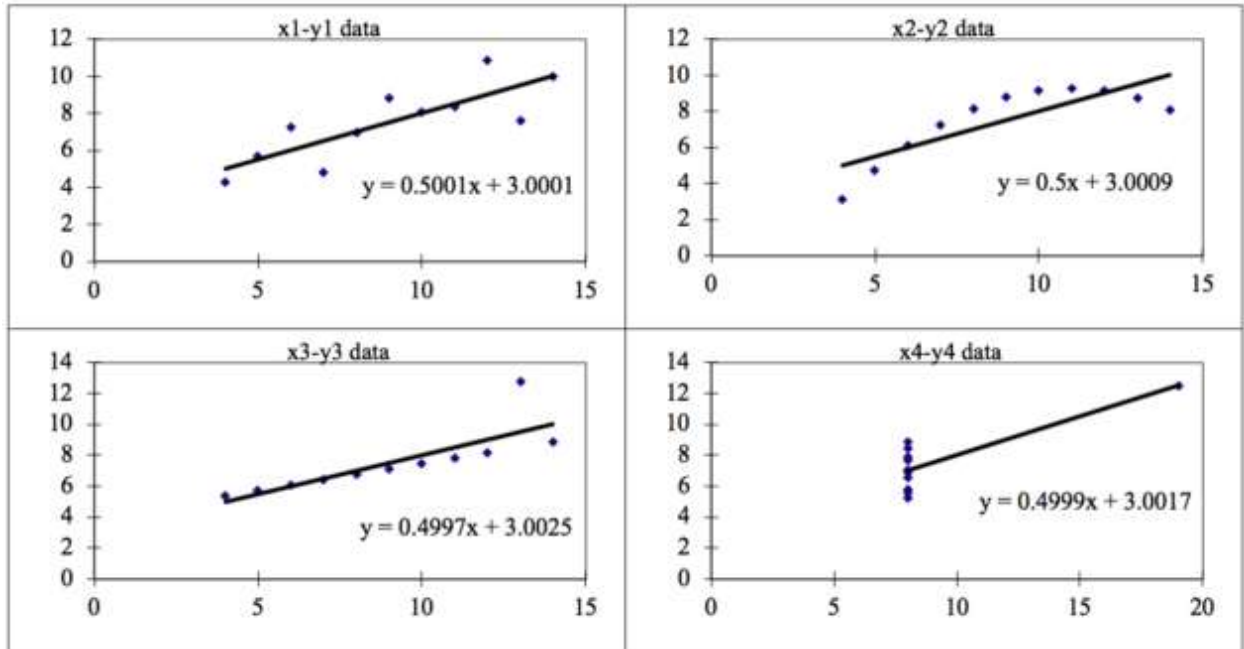 x1-y1 data
12
10
8
6
4
2
0
y = 0.5001x + 3.0001
0 5 10 15
x2-y2 data
12
10
8
6
4
2
0
y = 0.5x + 3.0009
0 5 10 15
x3-y3 data
14
12
10
8
6
4
2
0
y = 0.4997x + 3.0025
0 5 10 15
x4-y4 data
14
12
10
8
6
4
2
0
y = 0.4999x + 3.0017
0 5 10 15 20